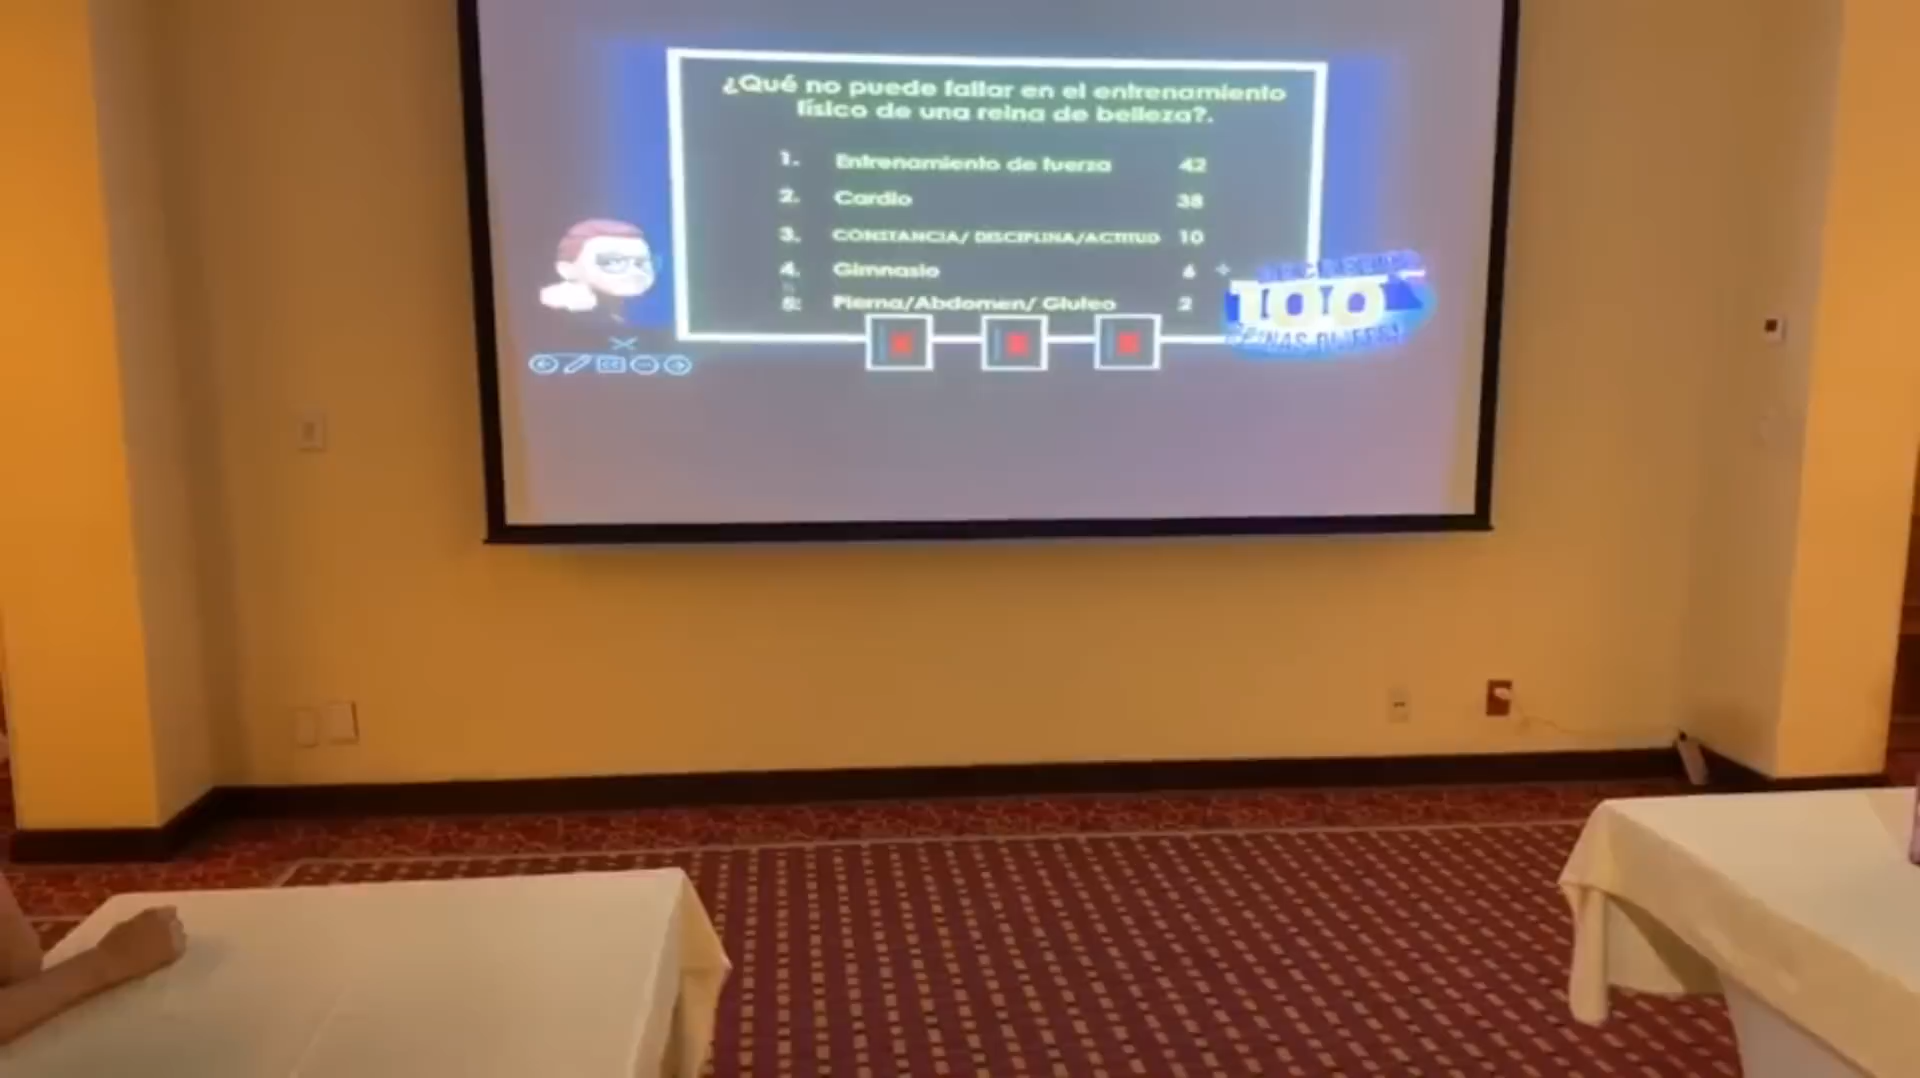 ¿Qué no puede fallar en el entrenamiento
físico de una reina de belleza?.
1. Entrenamiento de fuerza 42
2. Cardio 38
3. CONSTANCIA/ DISCIPLINA/ACTITUD 10
4. Gimnasio 6
5. Pierna/Abdomen/ Gluteo 2
100